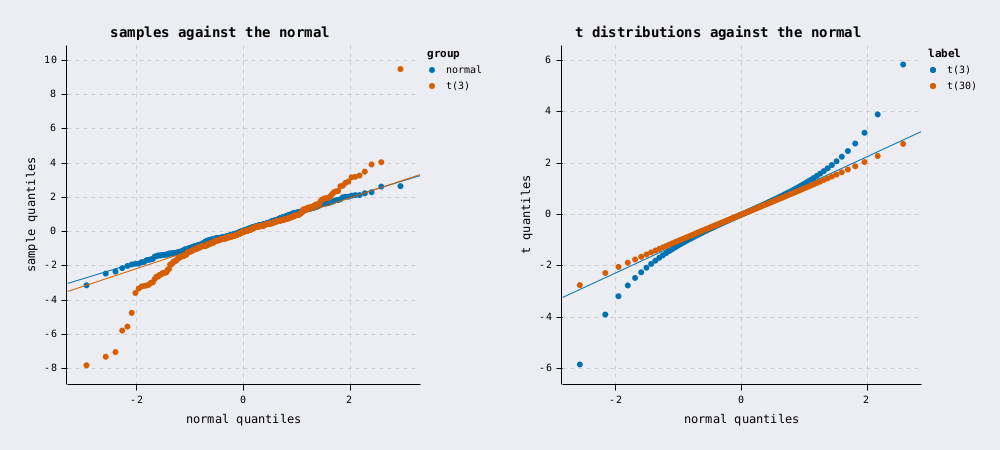 samples against the normal
group
normal
t(3)
10
8
6
4
2
0
-2
-4
-6
-8
-2
0
2
sample quantiles
normal quantiles
t distributions against the normal
label
t(3)
t(30)
6
4
2
0
-2
-4
-6
-2
0
2
t quantiles
normal quantiles